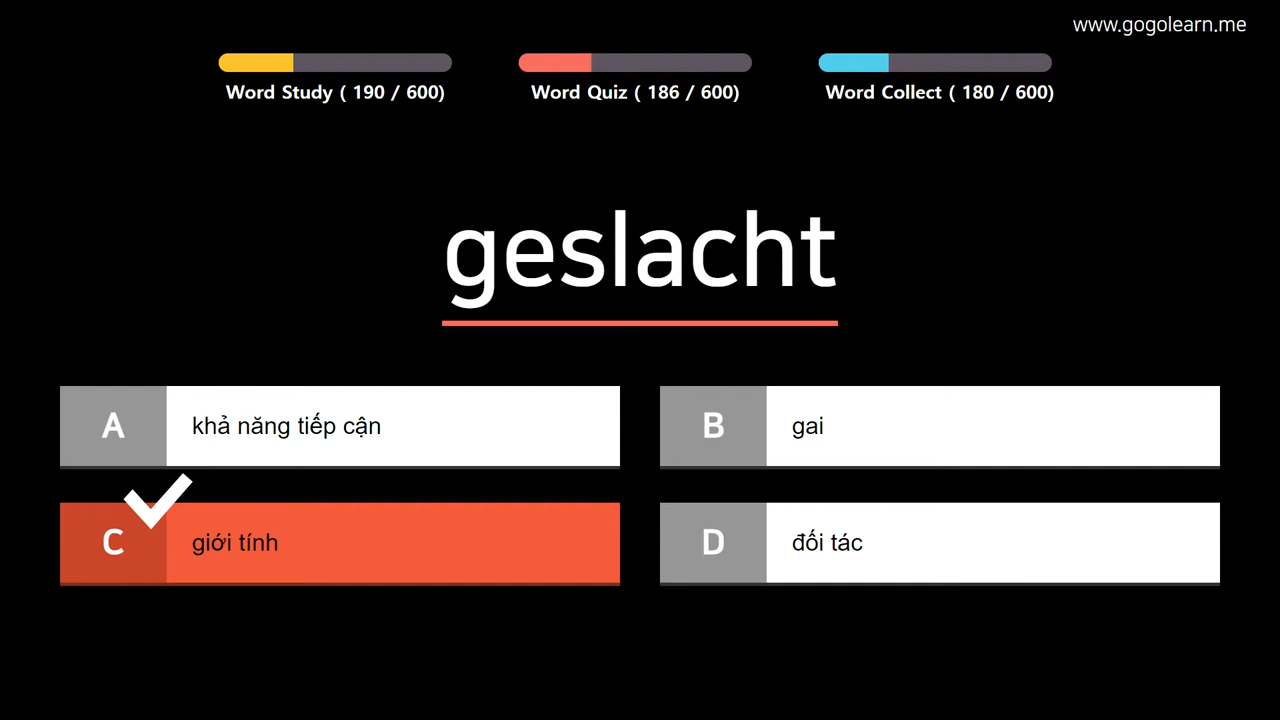 www.gogolearn.me
Word Study ( 190 / 600)
Word Quiz ( 186 / 600)
Word Collect ( 180 / 600)
geslacht
A khả năng tiếp cận
B gai
C giới tính
D đối tác